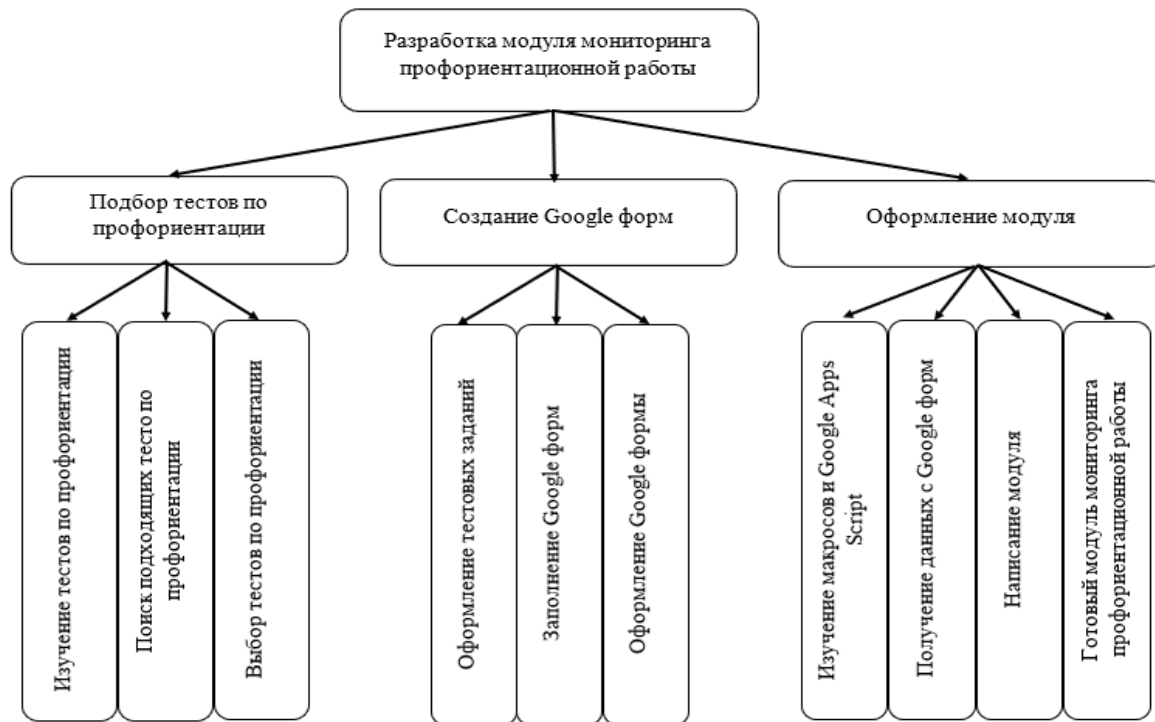 Разработка модуля мониторинга
профориентационной работы
Подбор тестов по
профориентации
Создание Google форм
Оформление модуля
Изучение тестов по профориентации
Поиск подходящих тесто по
профориентации
Выбор тестов по профориентации
Оформление тестовых заданий
Заполнение Google форм
Оформление Google формы
Изучение макросов и Google Apps
Script
Получение данных с Google форм
Написание модуля
Готовый модуль мониторинга
профориентационной работы